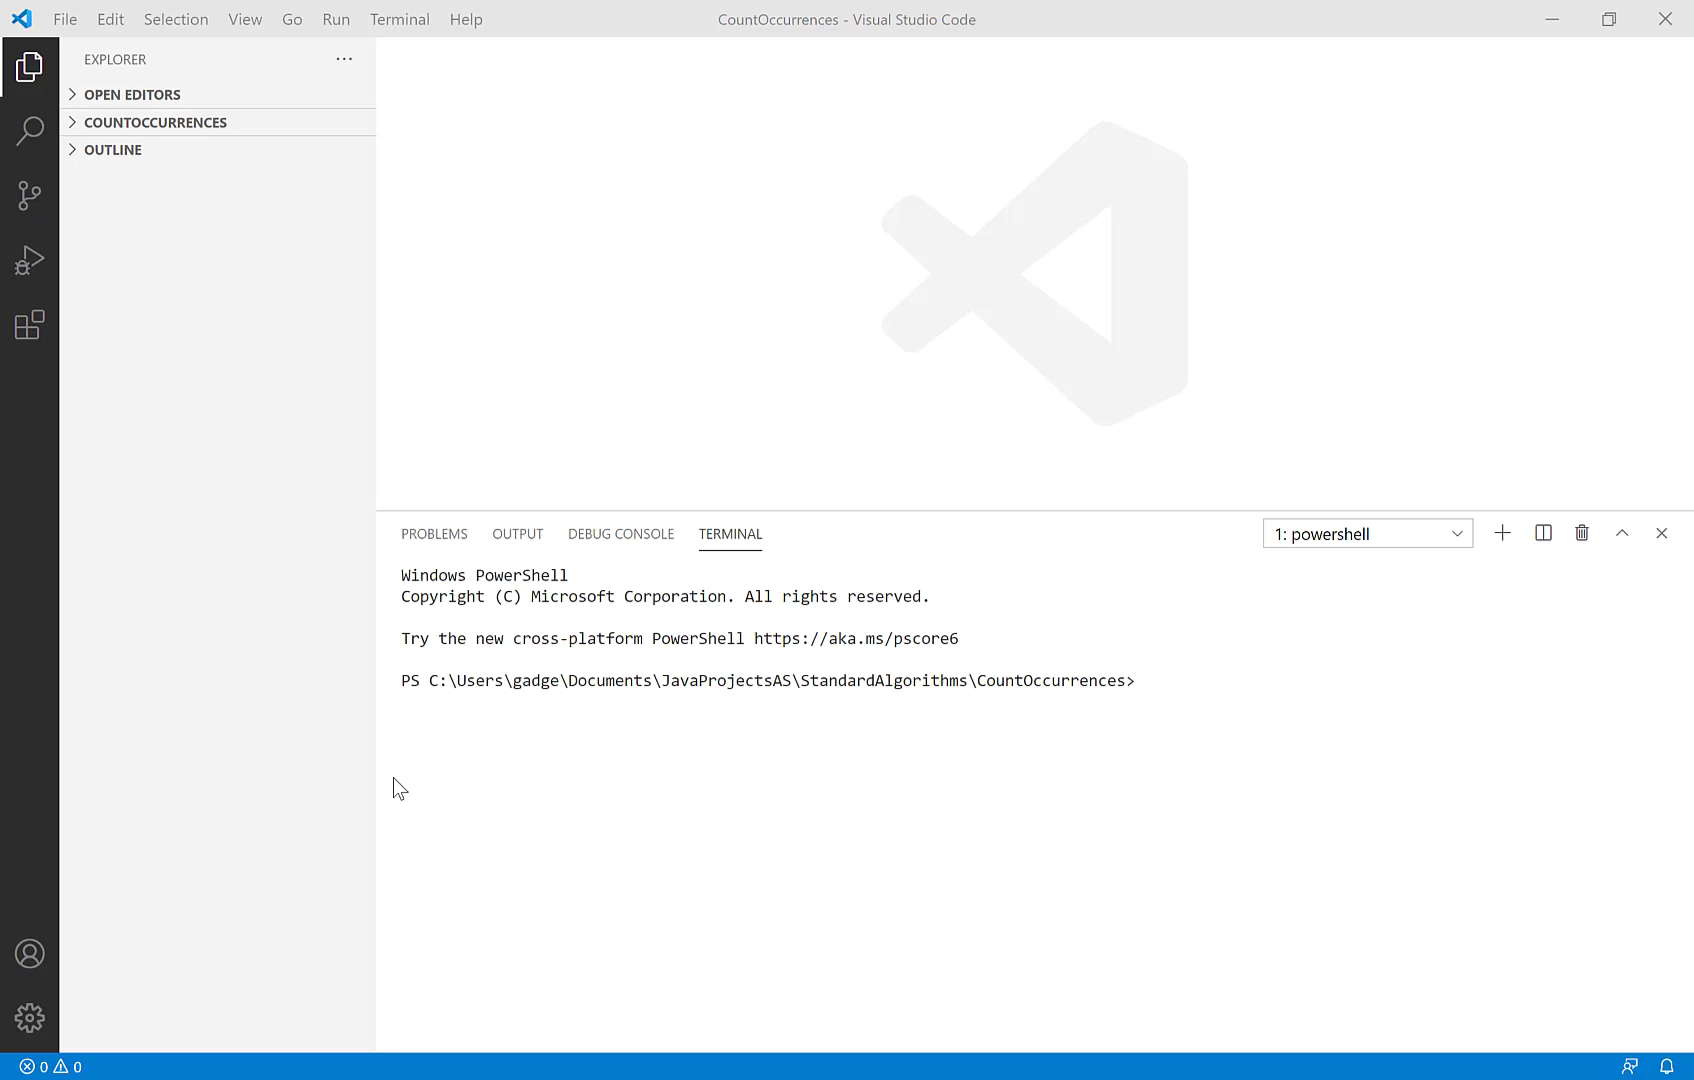 File Edit Selection View Go Run Terminal Help
CountOccurrences - Visual Studio Code
EXPLORER
OPEN EDITORS
COUNTOCCURRENCES
OUTLINE
PROBLEMS OUTPUT DEBUG CONSOLE TERMINAL
1: powershell
Windows PowerShell
Copyright (C) Microsoft Corporation. All rights reserved.
Try the new cross-platform PowerShell https://aka.ms/pscore6
PS C:\Users\gadge\Documents\JavaProjectsAS\StandardAlgorithms\CountOccurrences>
0 0